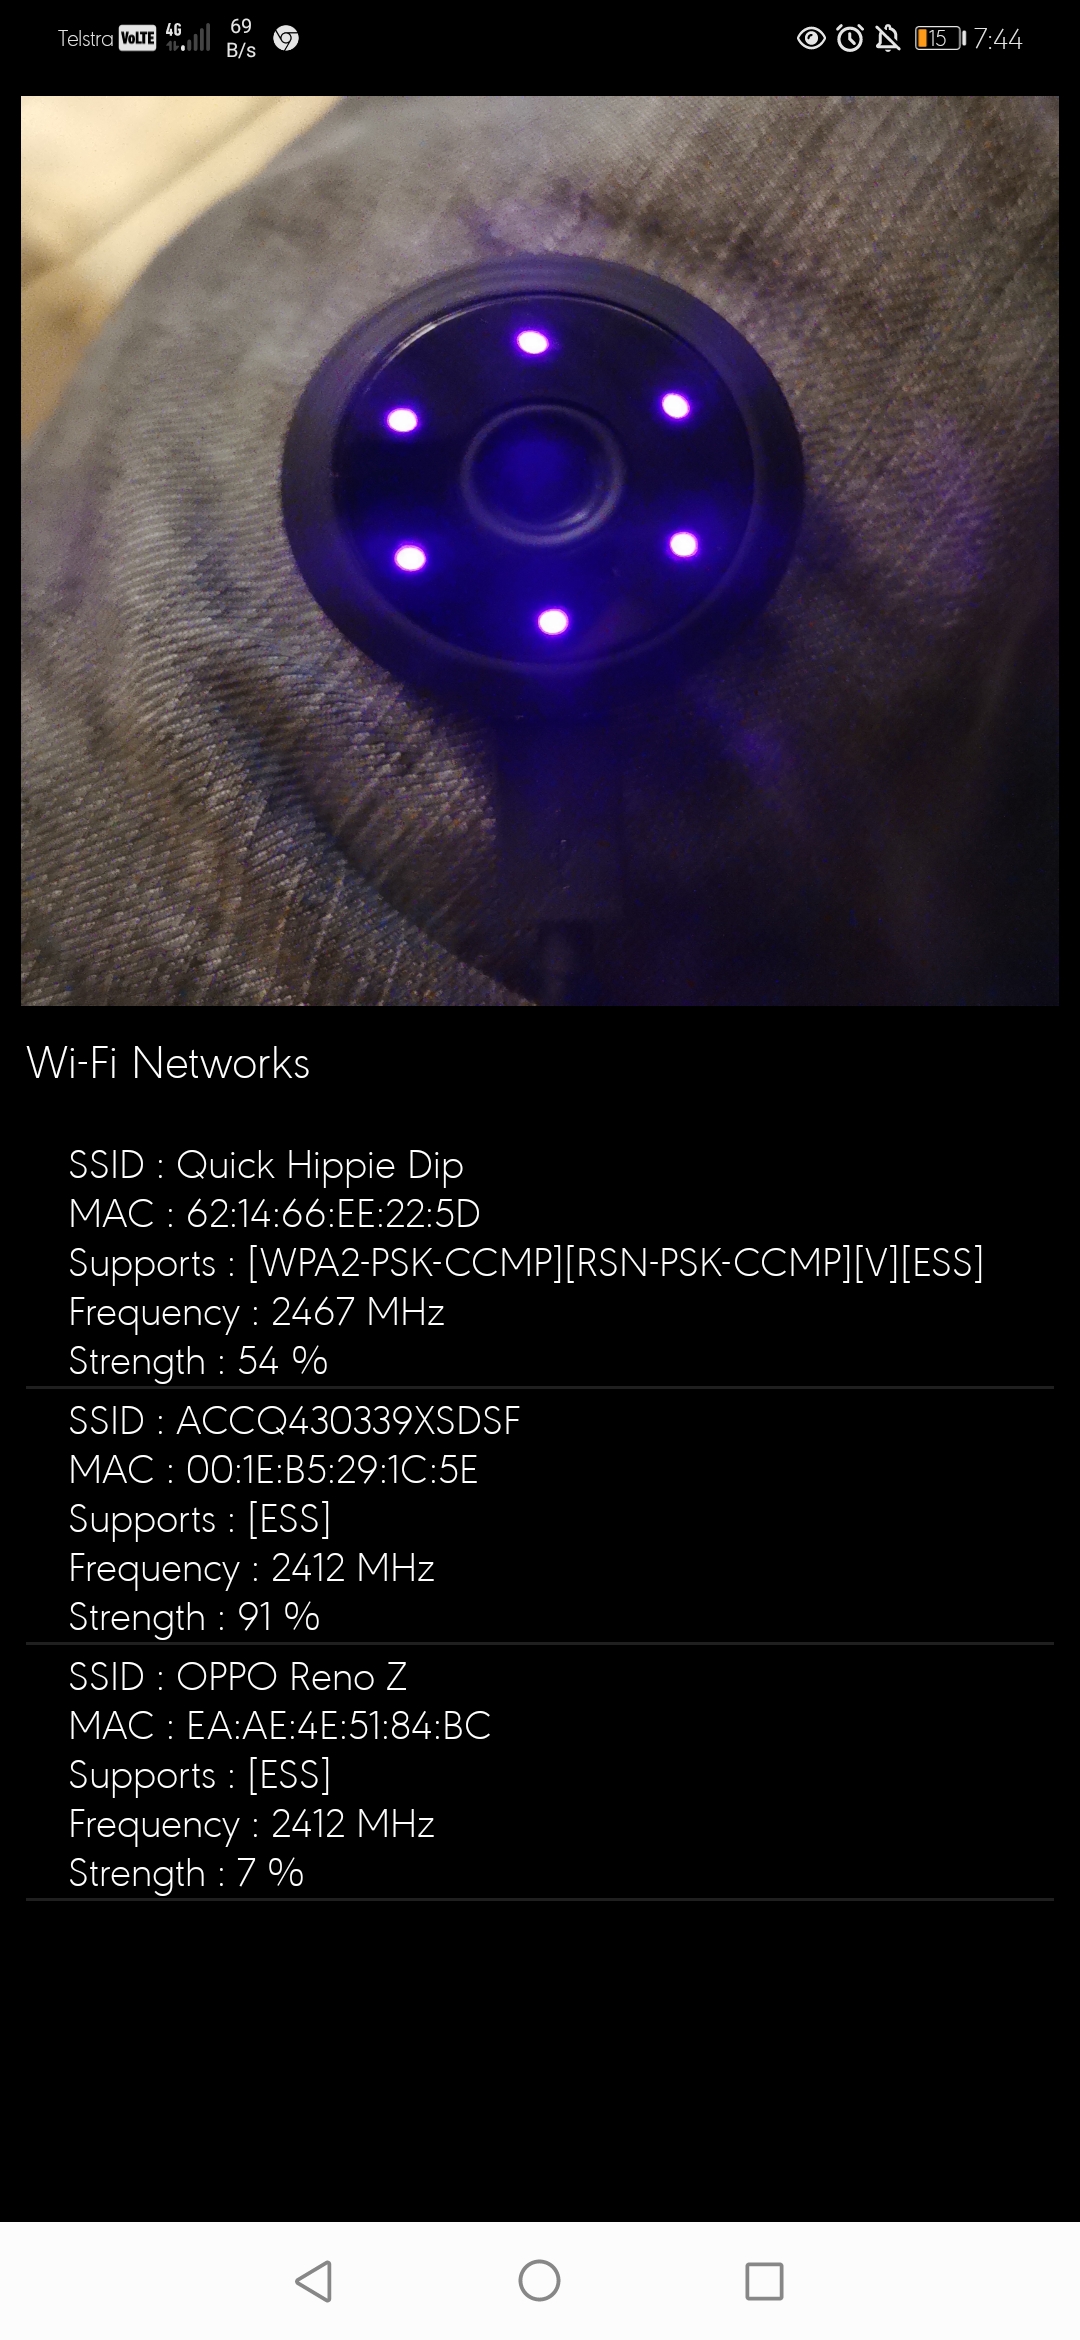 Telstra VoLTE 4G 69 B/s 15 7:44
Wi-Fi Networks
SSID : Quick Hippie Dip
MAC : 62:14:66:EE:22:5D
Supports : [WPA2-PSK-CCMP][RSN-PSK-CCMP][V][ESS]
Frequency : 2467 MHz
Strength : 54 %
SSID : ACCQ430339XSDSF
MAC : 00:1E:B5:29:1C:5E
Supports : [ESS]
Frequency : 2412 MHz
Strength : 91 %
SSID : OPPO Reno Z
MAC : EA:AE:4E:51:84:BC
Supports : [ESS]
Frequency : 2412 MHz
Strength : 7 %